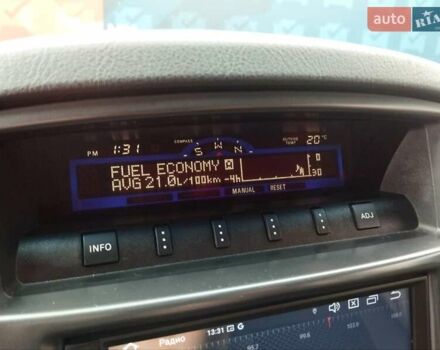 auto RIA
PM 1:31 COMPASS S W N OUTSIDE TEMP 20°C
FUEL ECONOMY A 0
AVG 21.0L/100km -4h 30
MANUAL RESET
INFO ADJ
Радио 13:31